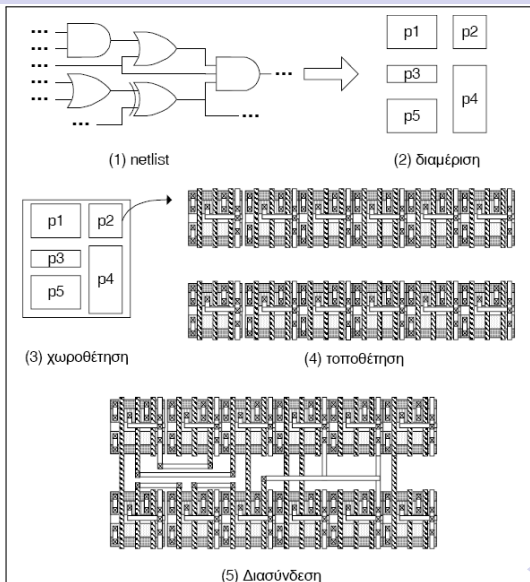 p1
p2
p3
p4
p5
(1) netlist
(2) διαμέριση
p1
p2
p3
p4
p5
(3) χωροθέτηση
(4) τοποθέτηση
(5) Διασύνδεση